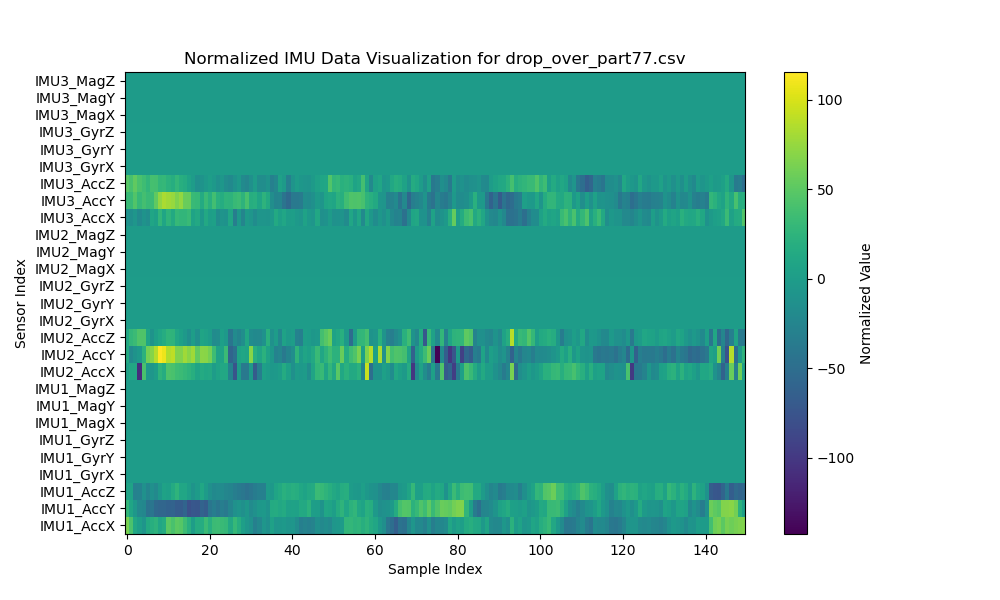 Normalized IMU Data Visualization for drop_over_part77.csv
Sensor Index
IMU3_MagZ
IMU3_MagY
IMU3_MagX
IMU3_GyrZ
IMU3_GyrY
IMU3_GyrX
IMU3_AccZ
IMU3_AccY
IMU3_AccX
IMU2_MagZ
IMU2_MagY
IMU2_MagX
IMU2_GyrZ
IMU2_GyrY
IMU2_GyrX
IMU2_AccZ
IMU2_AccY
IMU2_AccX
IMU1_MagZ
IMU1_MagY
IMU1_MagX
IMU1_GyrZ
IMU1_GyrY
IMU1_GyrX
IMU1_AccZ
IMU1_AccY
IMU1_AccX
0 20 40 60 80 100 120 140
Sample Index
100
50
0
−50
−100
Normalized Value